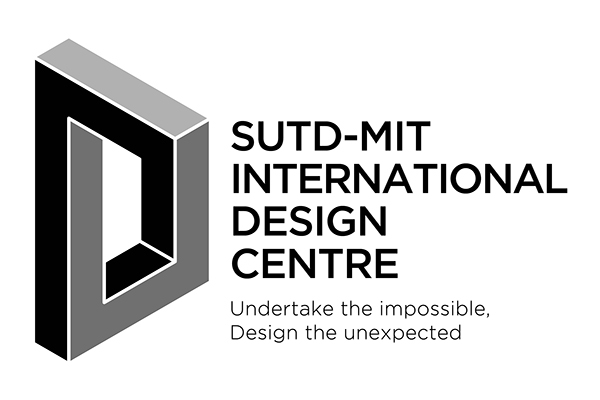 SUTD-MIT
INTERNATIONAL
DESIGN
CENTRE
Undertake the impossible,
Design the unexpected